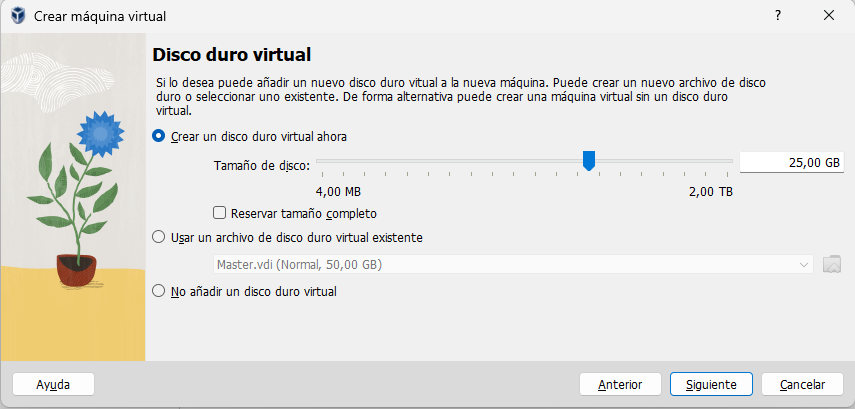 Crear máquina virtual
?
Disco duro virtual
Si lo desea puede añadir un nuevo disco duro vitual a la nueva máquina. Puede crear un nuevo archivo de disco
duro o seleccionar uno existente. De forma alternativa puede crear una máquina virtual sin un disco duro
virtual.
Crear un disco duro virtual ahora
Tamaño de disco:
25,00 GB
4,00 MB
2,00 TB
Reservar tamaño completo
Usar un archivo de disco duro virtual existente
Master.vdi (Normal, 50,00 GB)
No añadir un disco duro virtual
Ayuda
Anterior
Siguiente
Cancelar